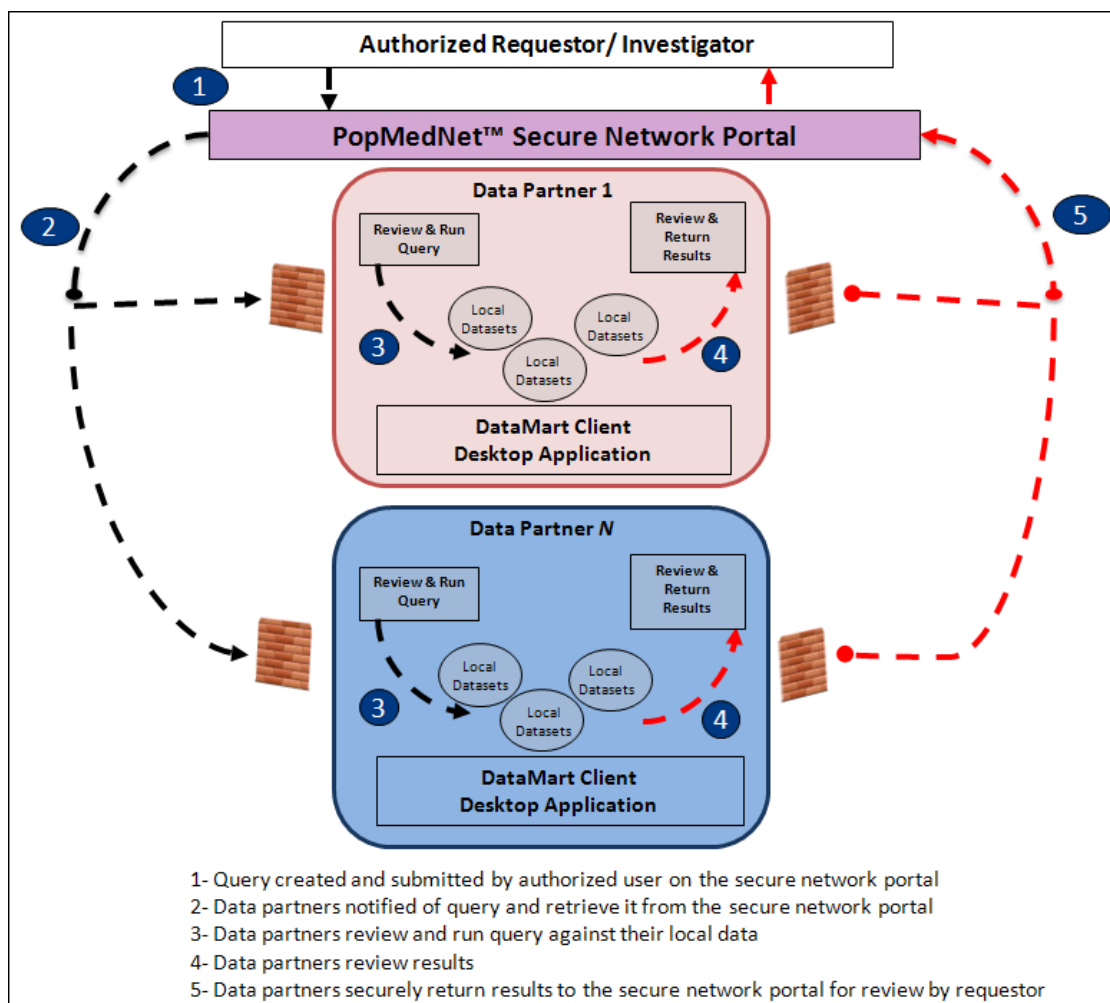 Authorized Requestor/ Investigator
1
PopMedNet™ Secure Network Portal
2
5
Data Partner 1
Review & Run
Query
Review &
Return
Results
Local
Datasets
Local
Datasets
Local
Datasets
3
4
DataMart Client
Desktop Application
Data Partner N
Review & Run
Query
Review &
Return
Results
Local
Datasets
Local
Datasets
Local
Datasets
3
4
DataMart Client
Desktop Application
1- Query created and submitted by authorized user on the secure network portal
2- Data partners notified of query and retrieve it from the secure network portal
3- Data partners review and run query against their local data
4- Data partners review results
5- Data partners securely return results to the secure network portal for review by requestor